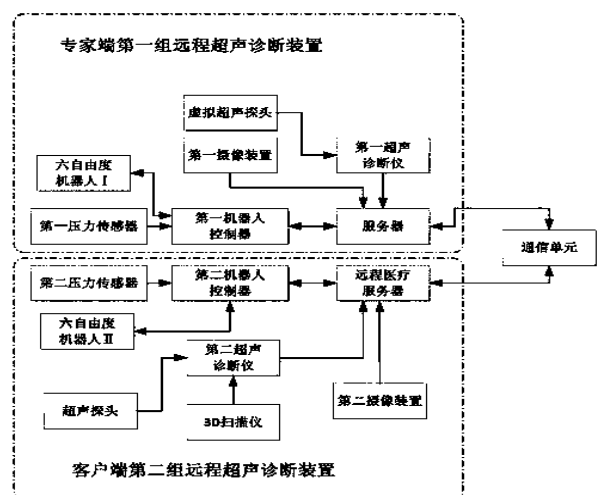 专家端第一组远程超声诊断装置
虚拟超声探头
第一摄像装置
第一超声
诊断仪
六自由度
机器人Ⅰ
第一压力传感器
第一机器人
控制器
服务器
通信单元
第二压力传感器
第二机器人
控制器
远程医疗
服务器
六自由度
机器人Ⅱ
第二超声
诊断仪
超声探头
3D扫描仪
第二摄像装置
客户端第二组远程超声诊断装置